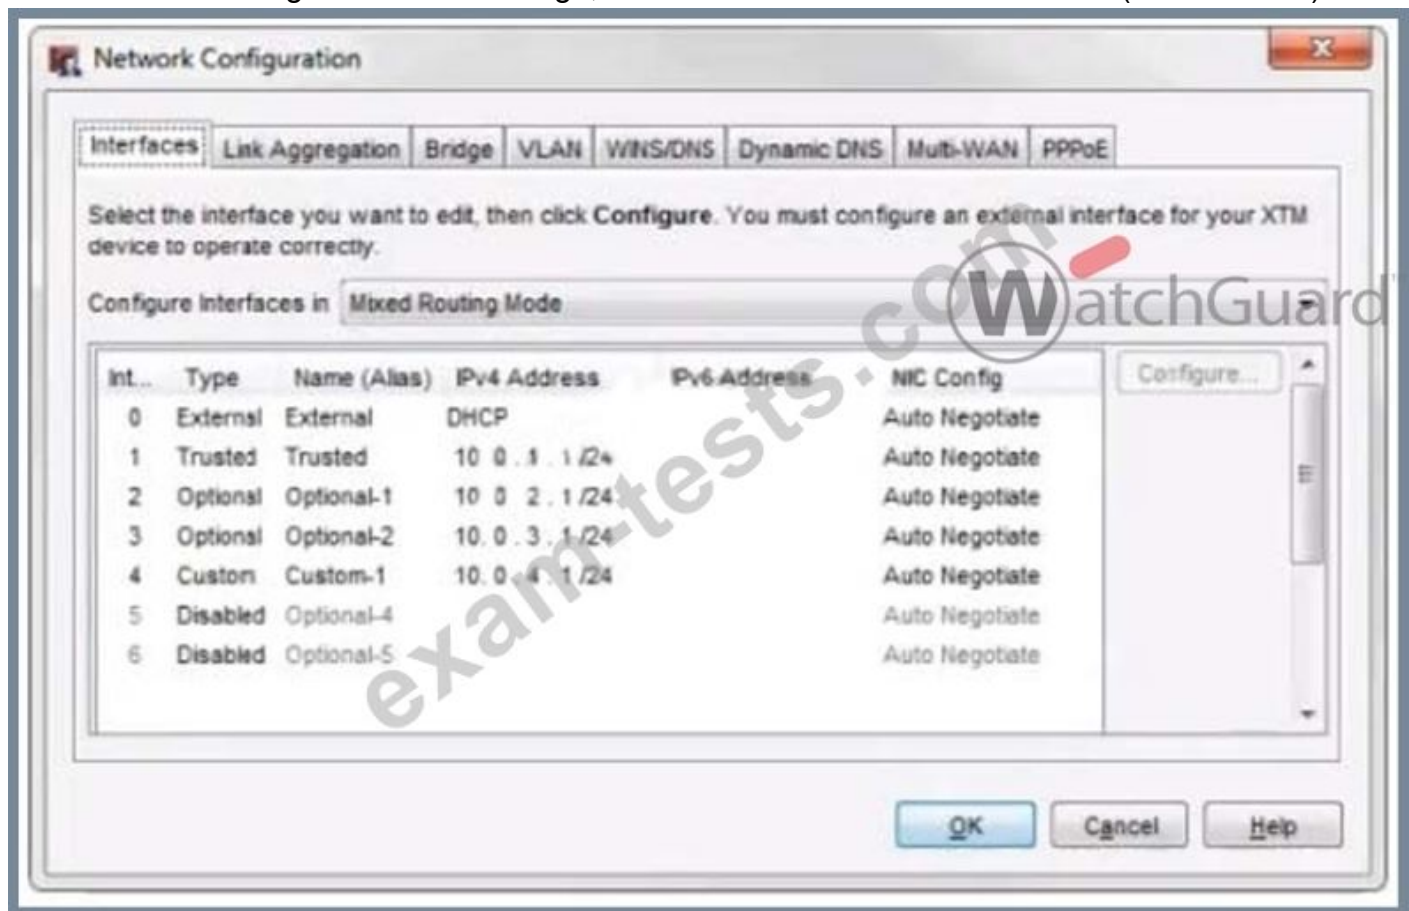 Network Configuration
Interfaces Link Aggregation Bridge VLAN WINS/DNS Dynamic DNS Multi-WAN PPPoE
Select the interface you want to edit, then click Configure. You must configure an external interface for your XTM
device to operate correctly.
WatchGuard
Configure Interfaces in Mixed Routing Mode
Int... Type Name (Alias) IPv4 Address IPv6 Address NIC Config Configure...
0 External External DHCP Auto Negotiate
1 Trusted Trusted 10.0.1.1/24 Auto Negotiate
2 Optional Optional-1 10.0.2.1/24 Auto Negotiate
3 Optional Optional-2 10.0.3.1/24 Auto Negotiate
4 Custom Custom-1 10.0.4.1/24 Auto Negotiate
5 Disabled Optional-4 Auto Negotiate
6 Disabled Optional-5 Auto Negotiate
exam-tests.com
OK Cancel Help